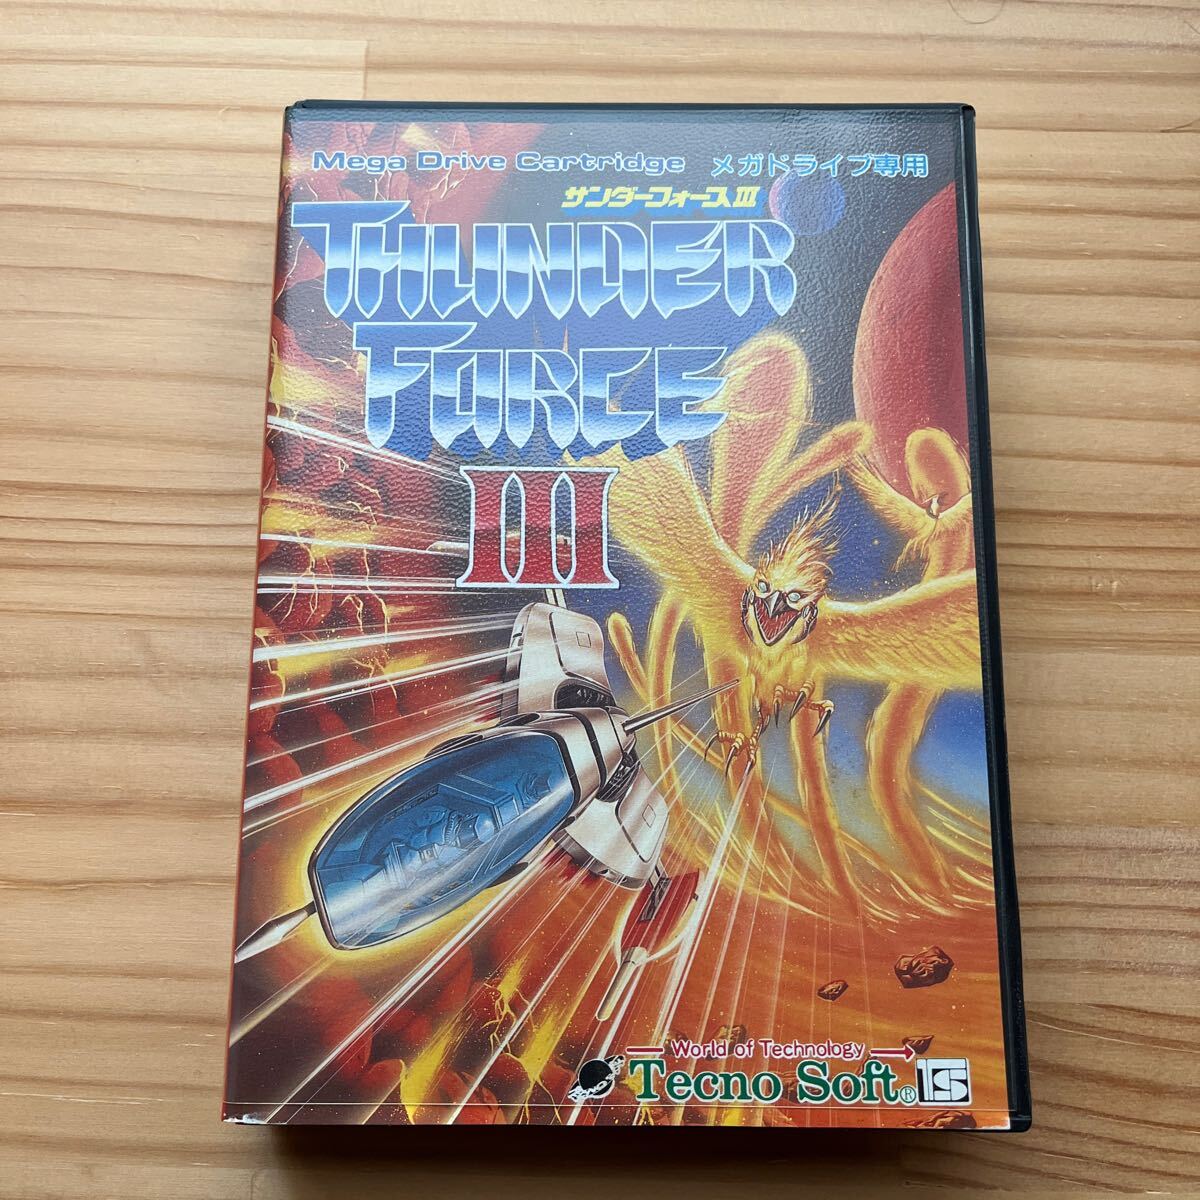 Mega Drive Cartridge メガドライブ専用
サンダーフォースIII
THUNDER
FORCE
III
World of Technology
Tecno Soft® TS